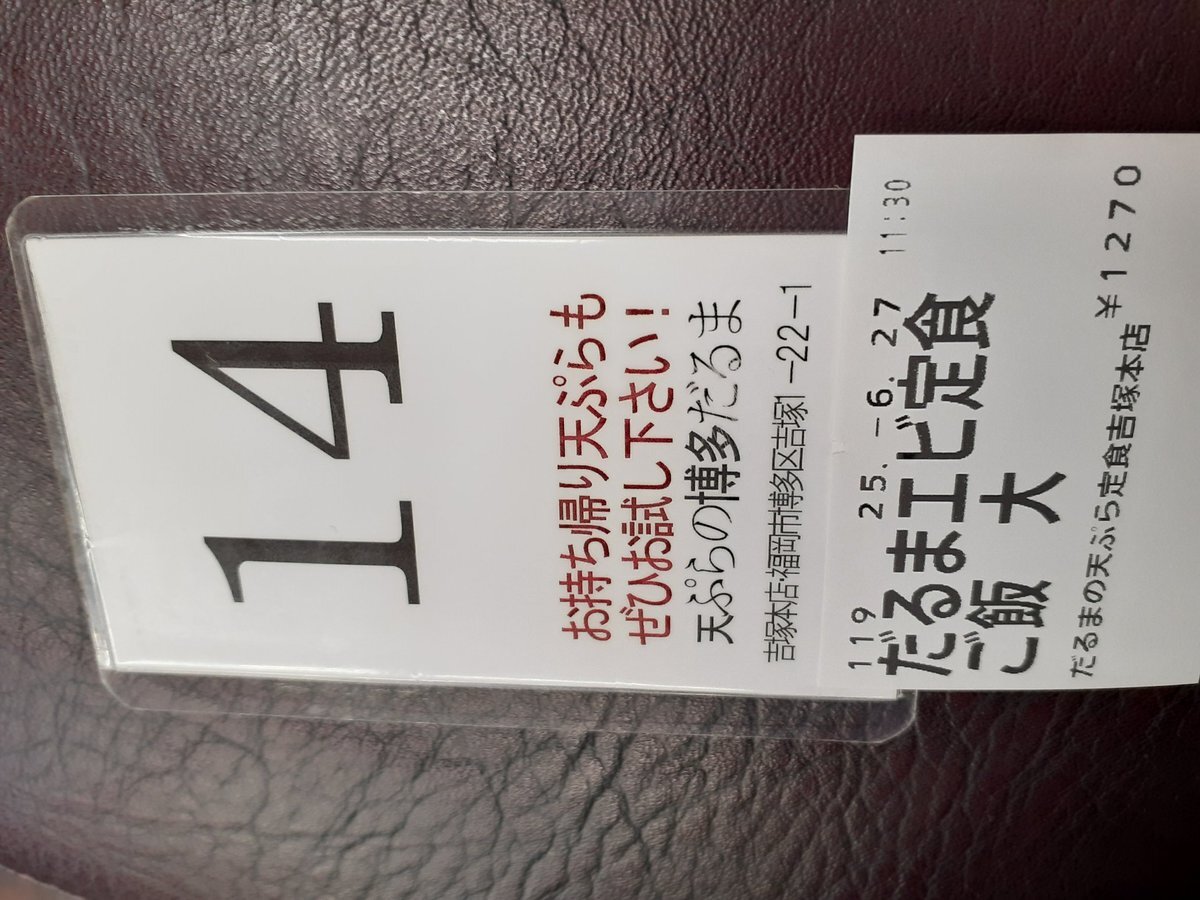 14
お持ち帰り天ぷらも
ぜひお試し下さい！
天ぷらの博多だるま
吉塚本店・福岡市博多区吉塚1-22-1
119 25.-6.27 11:30
だるまエビ定食
ご飯 大
¥1270
だるまの天ぷら定食吉塚本店